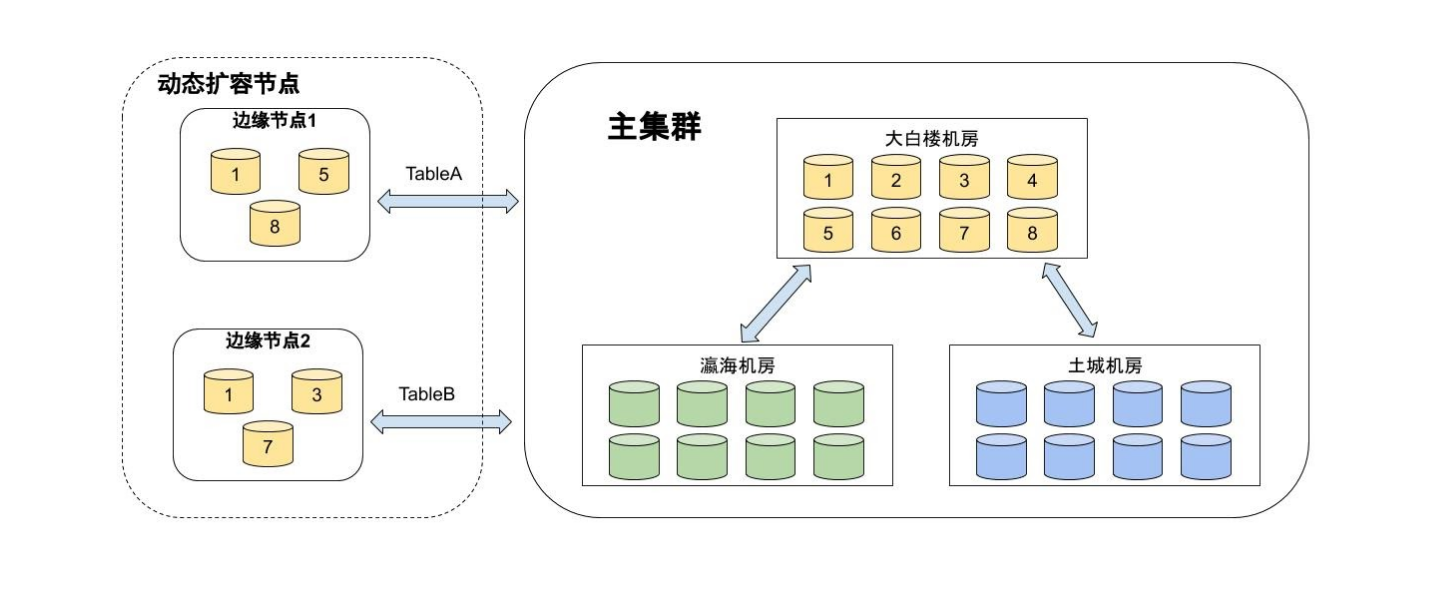 动态扩容节点
边缘节点1
1 5
8
TableA
边缘节点2
1 3
7
TableB
主集群
大白楼机房
1 2 3 4
5 6 7 8
瀛海机房
土城机房